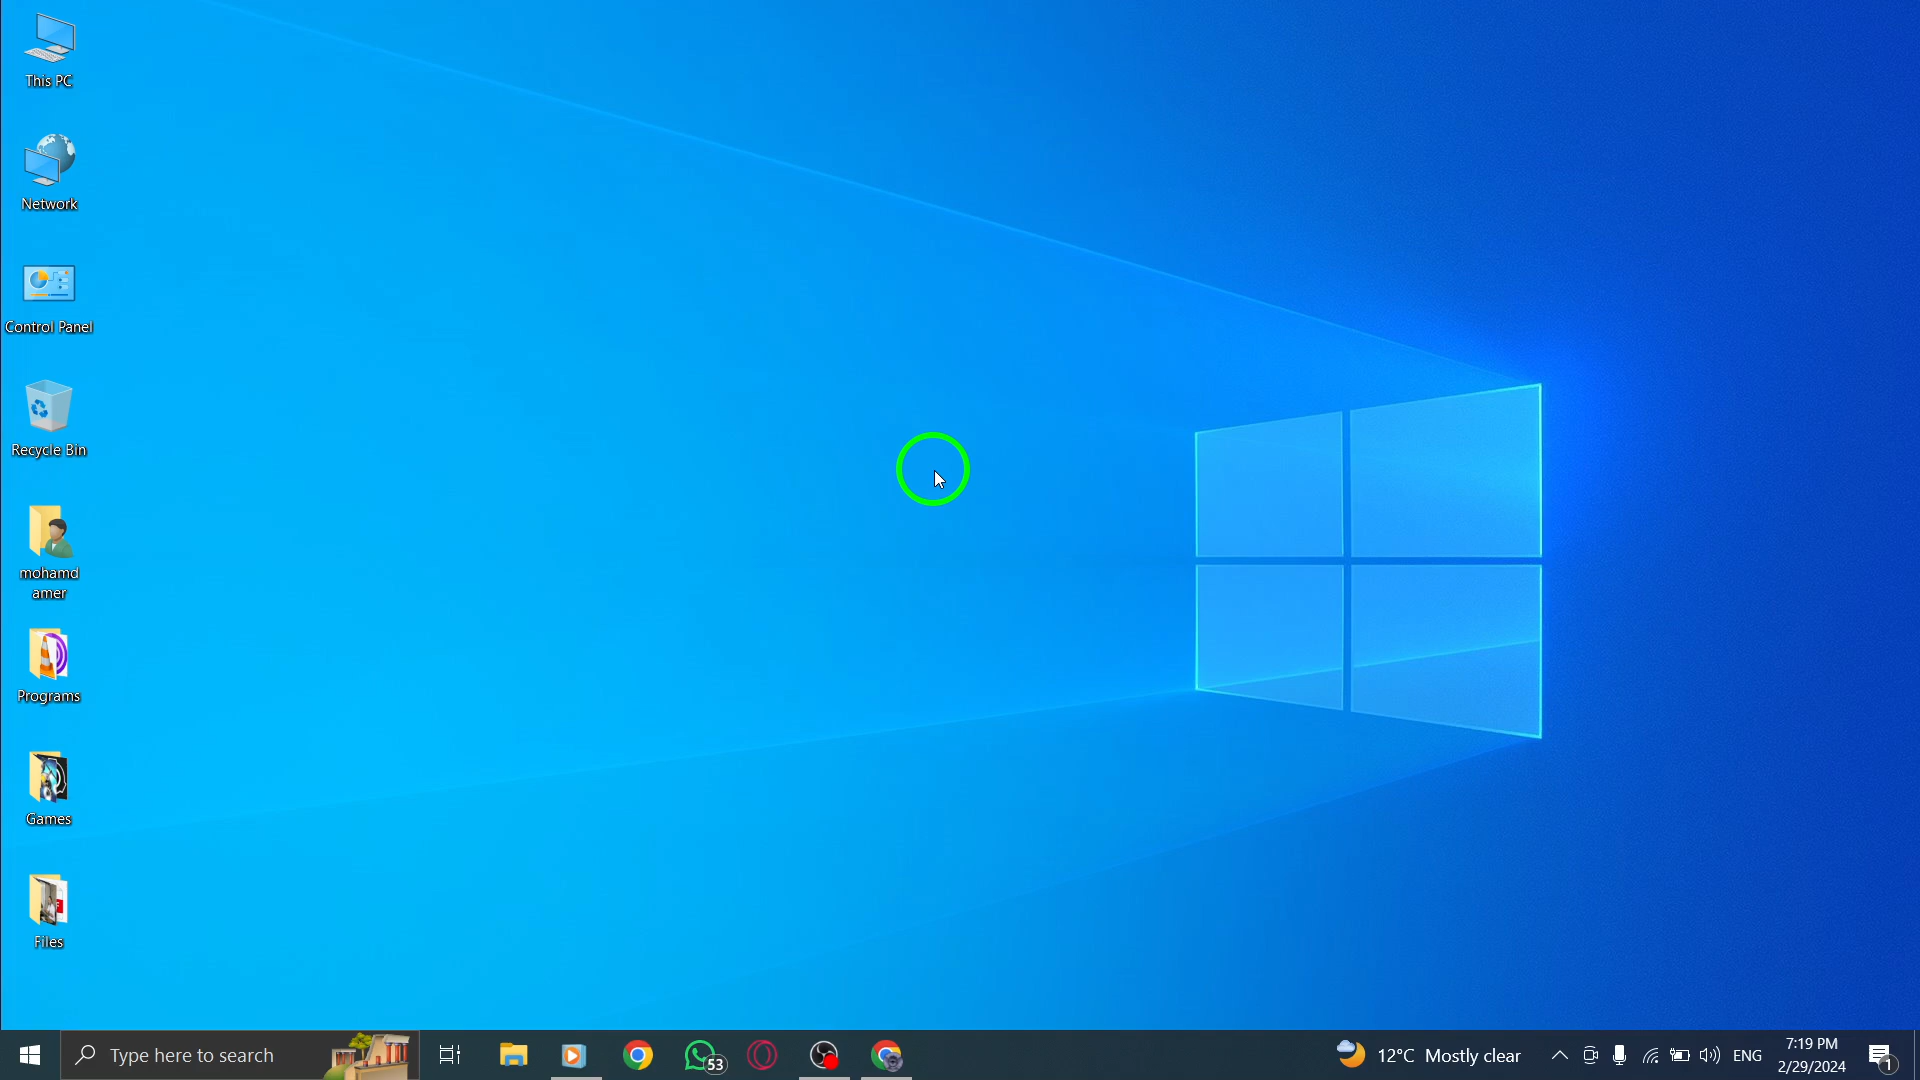 This PC
Network
Control Panel
Recycle Bin
mohamd
amer
Programs
Games
Files
Type here to search
53
12°C Mostly clear
ENG
7:19 PM
2/29/2024
1